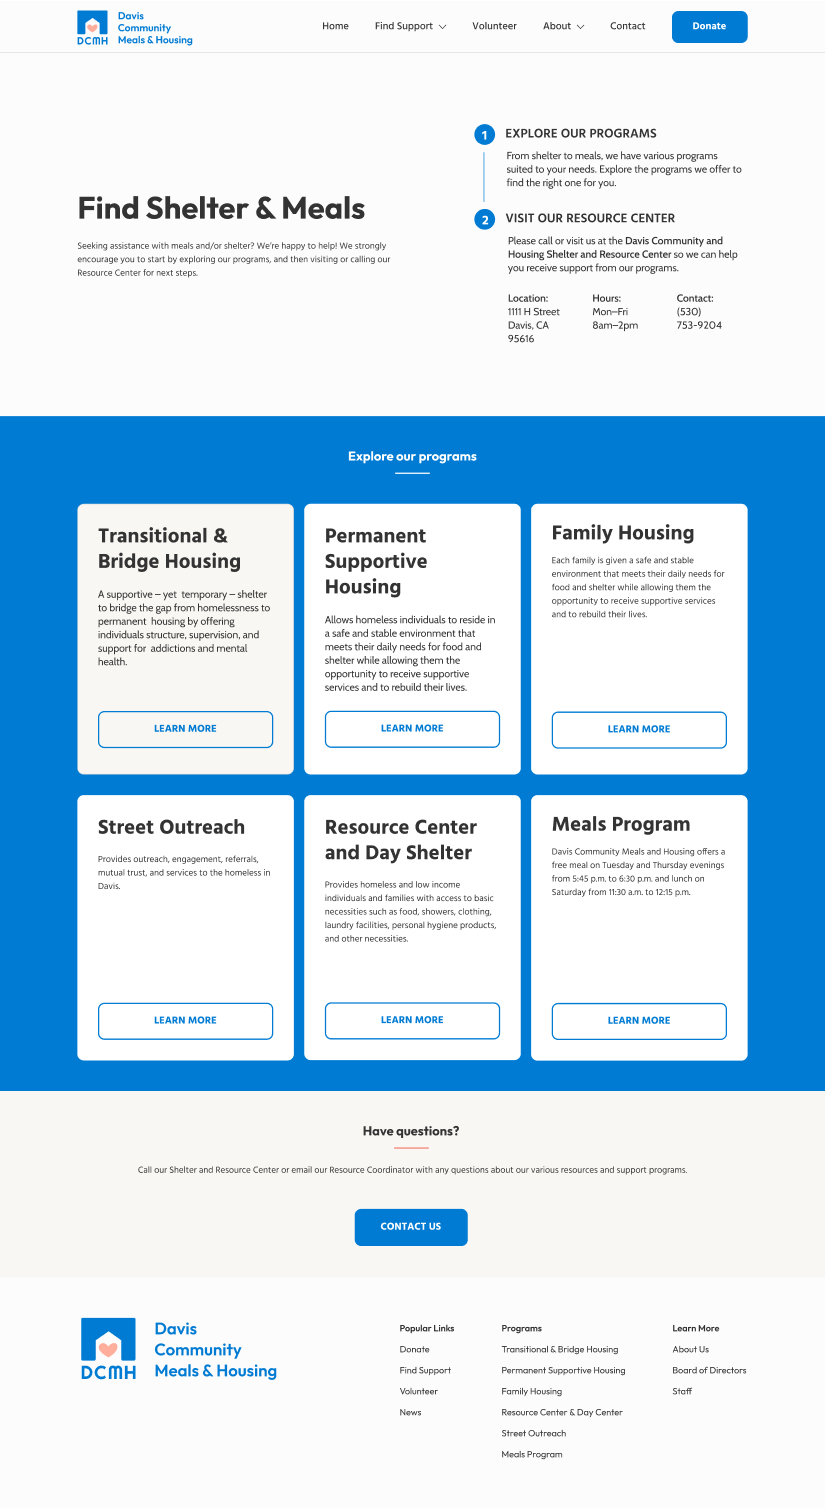 Davis
Community
Meals & Housing
DCMH
Home
Find Support
Volunteer
About
Contact
Donate
Find Shelter & Meals
Seeking assistance with meals and/or shelter? We're happy to help! We strongly
encourage you to start by exploring our programs, and then visiting or calling our
Resource Center for next steps.
1
EXPLORE OUR PROGRAMS
From shelter to meals, we have various programs
suited to your needs. Explore the programs we offer to
find the right one for you.
2
VISIT OUR RESOURCE CENTER
Please call or visit us at the Davis Community and
Housing Shelter and Resource Center so we can help
you receive support from our programs.
Location:
1111 H Street
Davis, CA
95616
Hours:
Mon–Fri
8am–2pm
Contact:
(530)
753-9204
Explore our programs
Transitional &
Bridge Housing
A supportive – yet temporary – shelter
to bridge the gap from homelessness to
permanent housing by offering
individuals structure, supervision, and
support for addictions and mental
health.
LEARN MORE
Permanent
Supportive
Housing
Allows homeless individuals to reside in
a safe and stable environment that
meets their daily needs for food and
shelter while allowing them the
opportunity to receive supportive
services and to rebuild their lives.
LEARN MORE
Family Housing
Each family is given a safe and stable
environment that meets their daily needs for
food and shelter while allowing them the
opportunity to receive supportive services
and to rebuild their lives.
LEARN MORE
Street Outreach
Provides outreach, engagement, referrals,
mutual trust, and services to the homeless in
Davis.
LEARN MORE
Resource Center
and Day Shelter
Provides homeless and low income
individuals and families with access to basic
necessities such as food, showers, clothing,
laundry facilities, personal hygiene products,
and other necessities.
LEARN MORE
Meals Program
Davis Community Meals and Housing offers a
free meal on Tuesday and Thursday evenings
from 5:45 p.m. to 6:30 p.m. and lunch on
Saturday from 11:30 a.m. to 12:15 p.m.
LEARN MORE
Have questions?
Call our Shelter and Resource Center or email our Resource Coordinator with any questions about our various resources and support programs.
CONTACT US
Davis
Community
Meals & Housing
DCMH
Popular Links
Donate
Find Support
Volunteer
News
Programs
Transitional & Bridge Housing
Permanent Supportive Housing
Family Housing
Resource Center & Day Center
Street Outreach
Meals Program
Learn More
About Us
Board of Directors
Staff